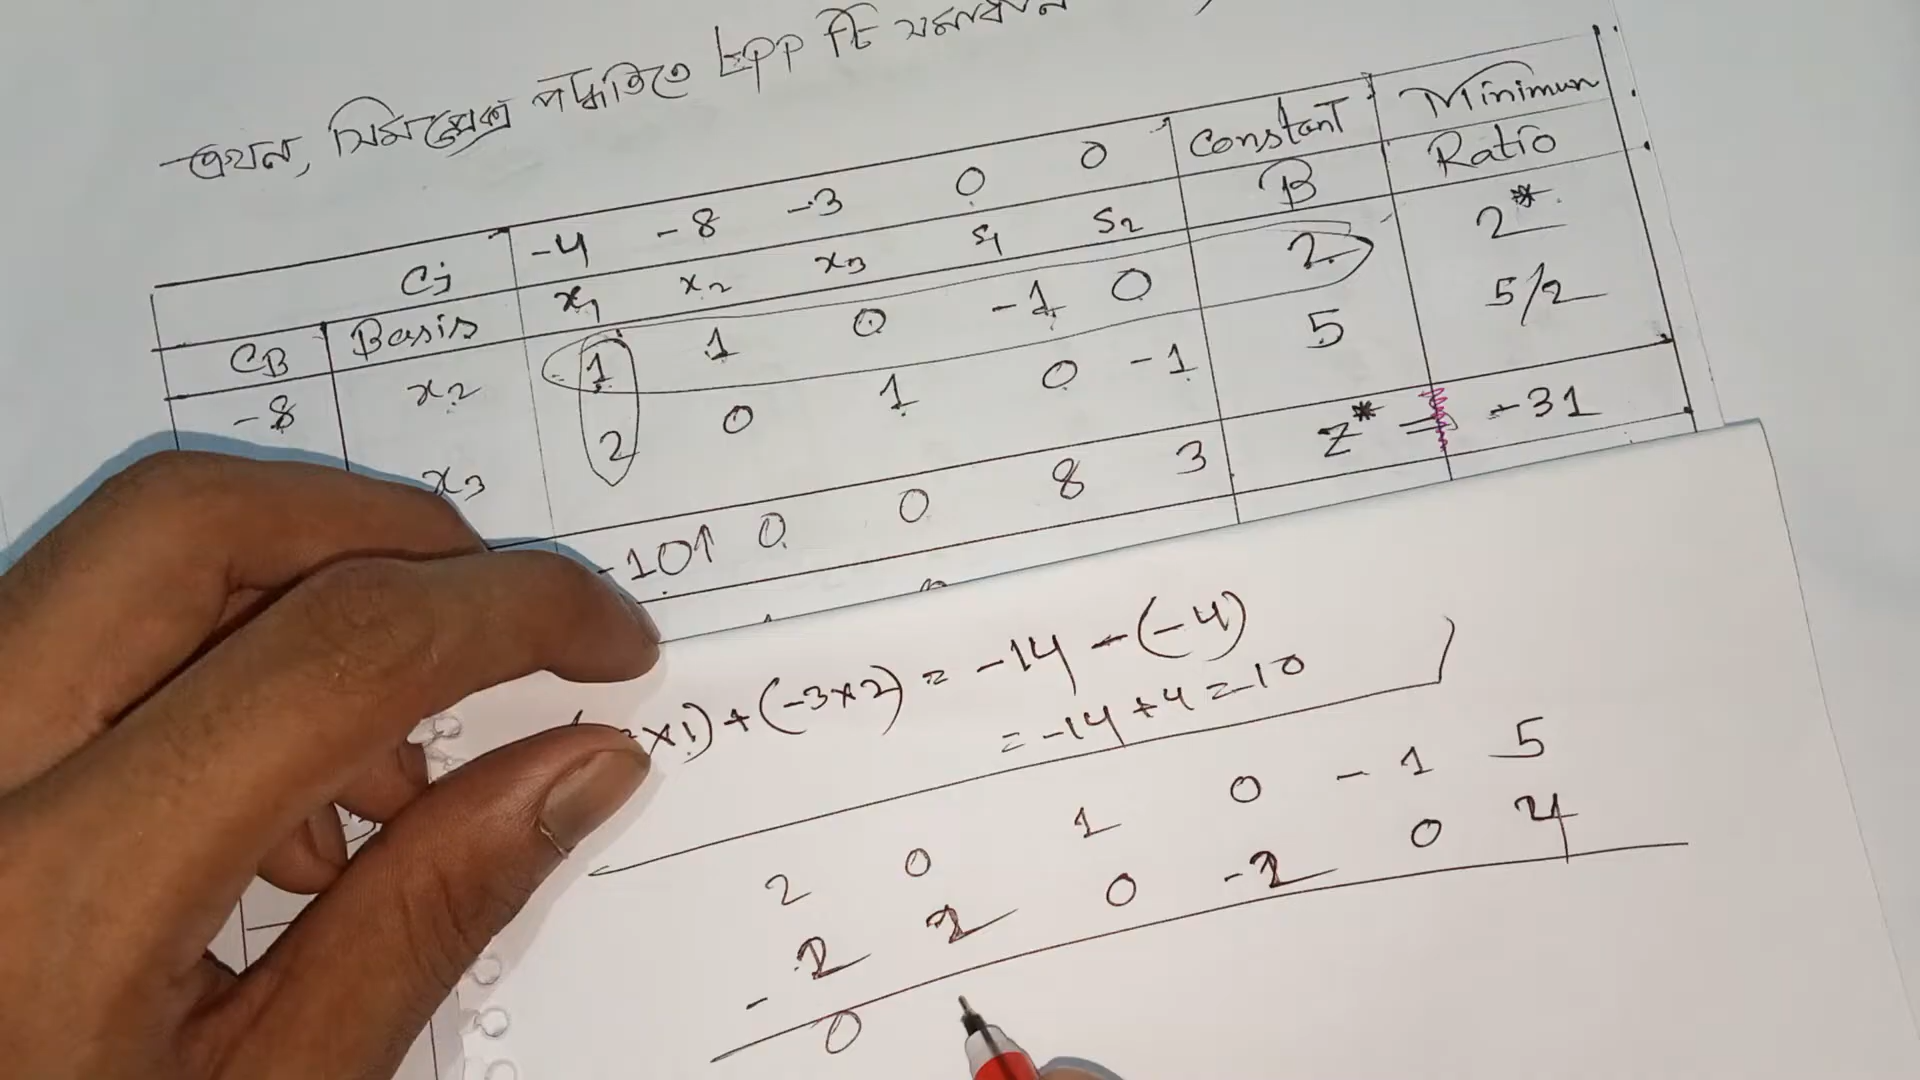 এখন, সিমপ্লেক্স পদ্ধতিতে LPP টি সমাধান
Cj -4 -8 -3 0 0 Constant Minimun
CB Basis x1 x2 x3 s1 s2 B Ratio
-8 x2 1 1 0 -1 0 2 2*
x3 2 0 1 0 -1 5 5/2
-10↑ 0 0 8 3 z* = -31
×1) + (-3×2) = -14 - (-4)
= -14 + 4 = -10
2 0 1 0 -1 5
- 2 2 0 -2 0 4
0